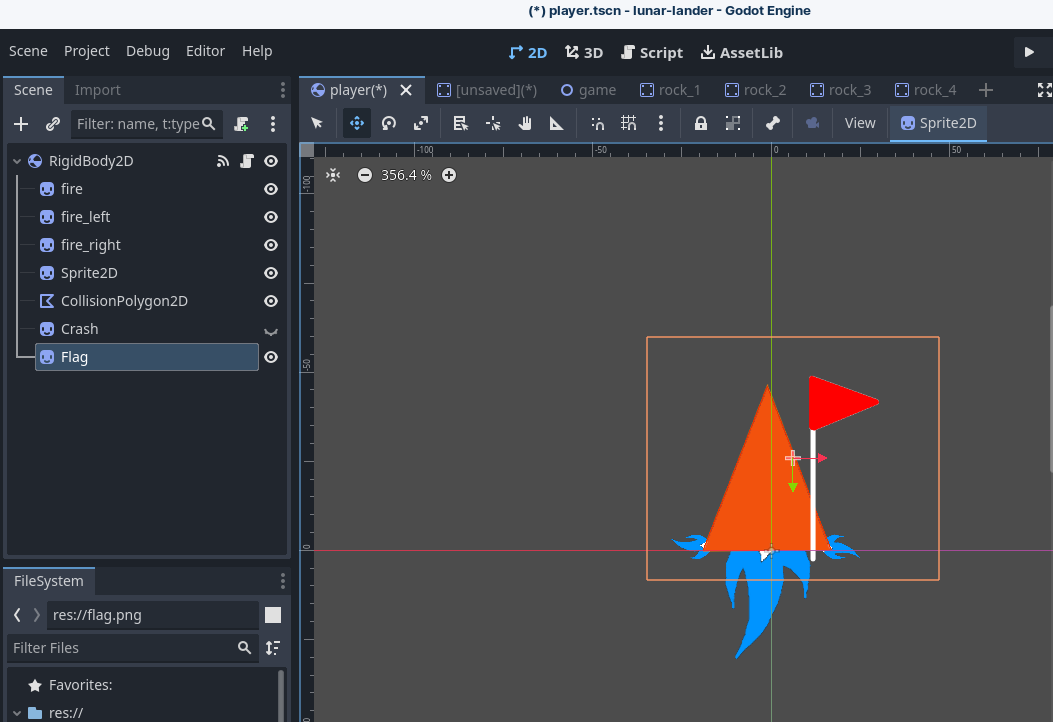 (*) player.tscn - lunar-lander - Godot Engine
Scene Project Debug Editor Help 2D 3D Script AssetLib
Scene Import player(*) [unsaved](*) game rock_1 rock_2 rock_3 rock_4
Filter: name, t:type View Sprite2D
-100 -50 0 50
RigidBody2D
356.4 %
-100
fire
fire_left
fire_right
Sprite2D
CollisionPolygon2D
Crash
Flag
-50
0
FileSystem
res://flag.png
Filter Files
Favorites:
res://